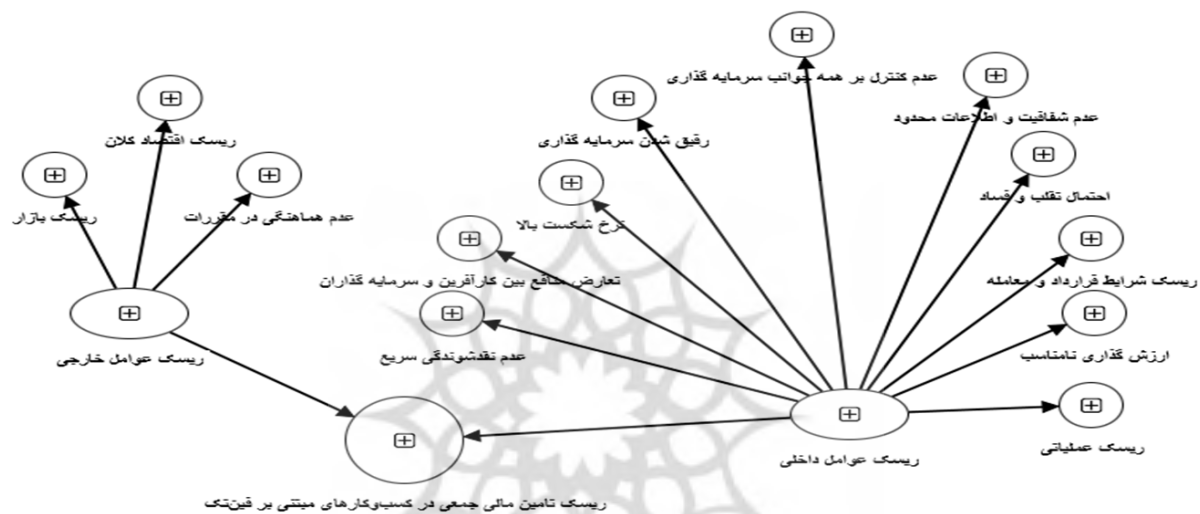 عدم کنترل بر همه جوانب سرمایه گذاری
عدم شفافیت و اطلاعات محدود
رقیق شدن سرمایه گذاری
ریسک اقتصاد کلان
احتمال تقلب و فساد
نرخ شکست بالا
عدم هماهنگی در مقررات
ریسک بازار
ریسک شرایط قرارداد و معامله
تعارض منافع بین کارآفرین و سرمایه گذاران
ارزش گذاری نامناسب
عدم نقدشوندگی سریع
ریسک عوامل خارجی
ریسک عملیاتی
ریسک عوامل داخلی
ریسک تامین مالی جمعی در کسب‌وکارهای مبتنی بر فین‌تک